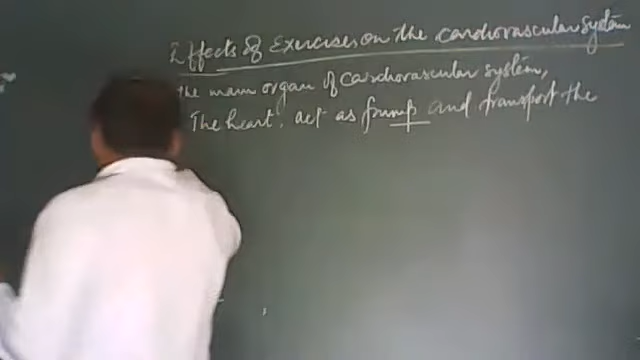 Effects of Exercises on the cardiovascular system
the main organ of cardiovascular system,
The heart, act as pump and transport the